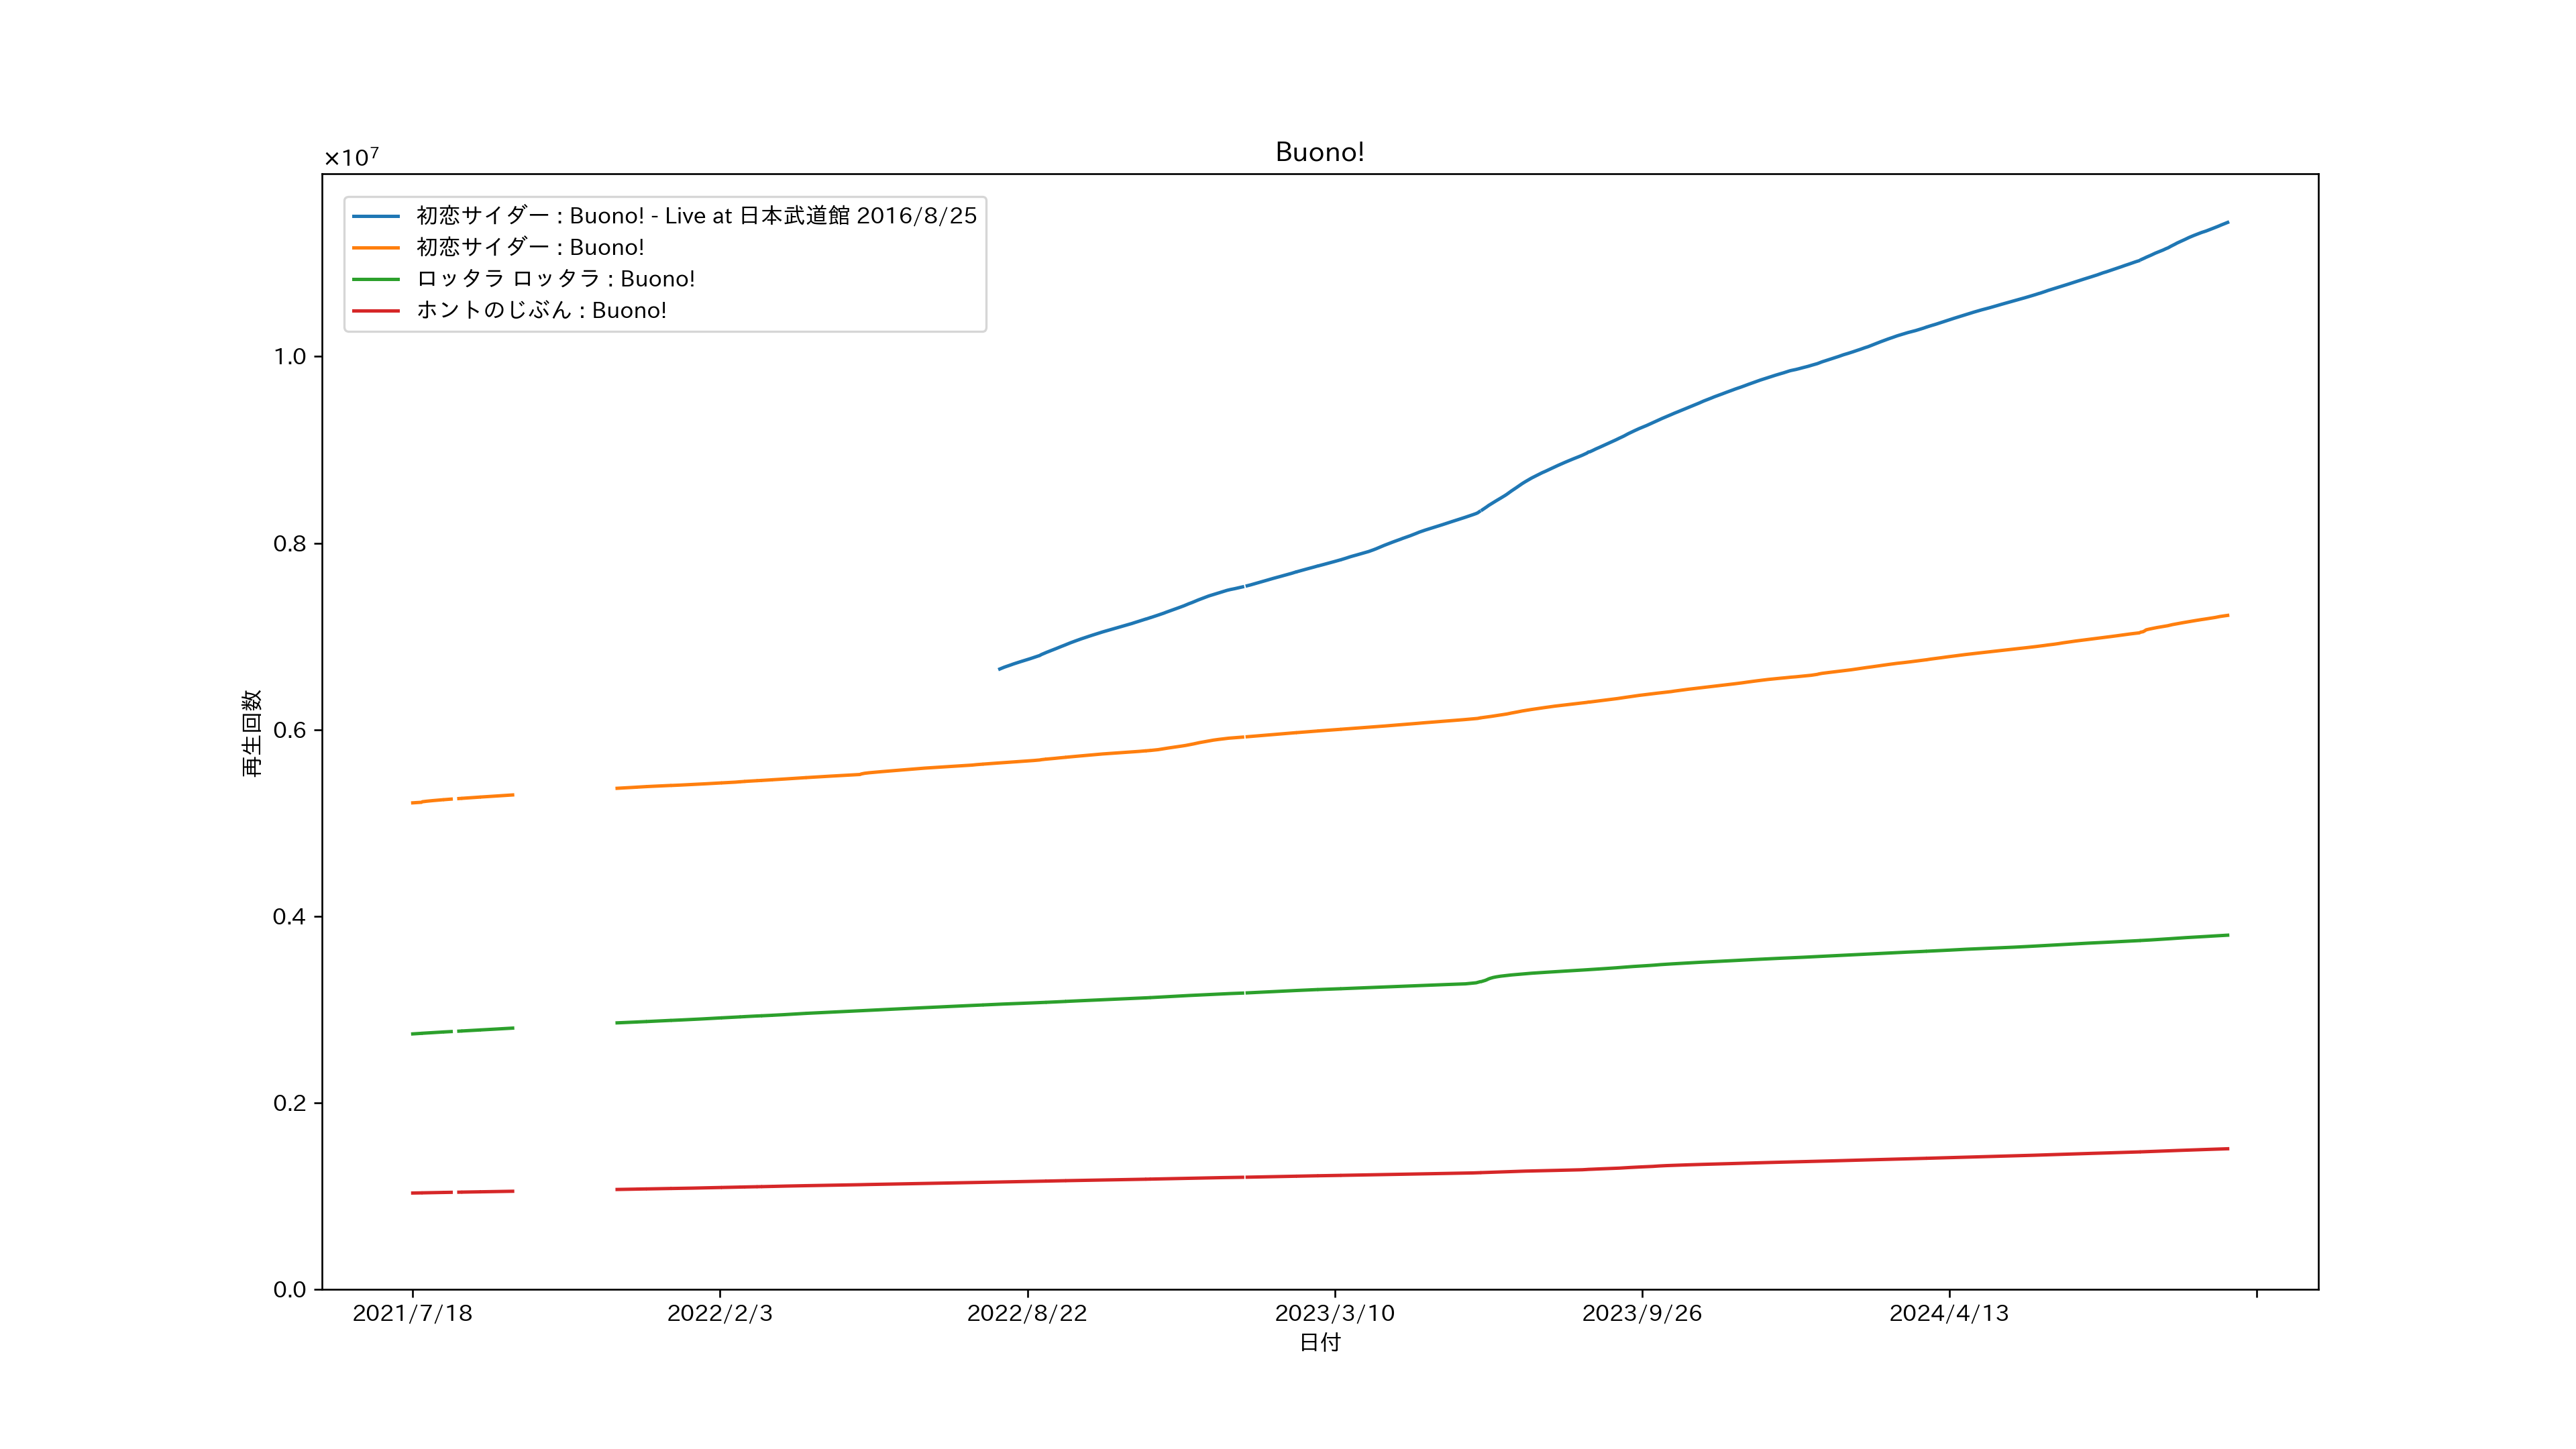 Buono!
×10⁷
初恋サイダー : Buono! - Live at 日本武道館 2016/8/25
初恋サイダー : Buono!
ロッタラ ロッタラ : Buono!
ホントのじぶん : Buono!
1.0
0.8
0.6
0.4
0.2
0.0
再生回数
2021/7/18 2022/2/3 2022/8/22 2023/3/10 2023/9/26 2024/4/13
日付